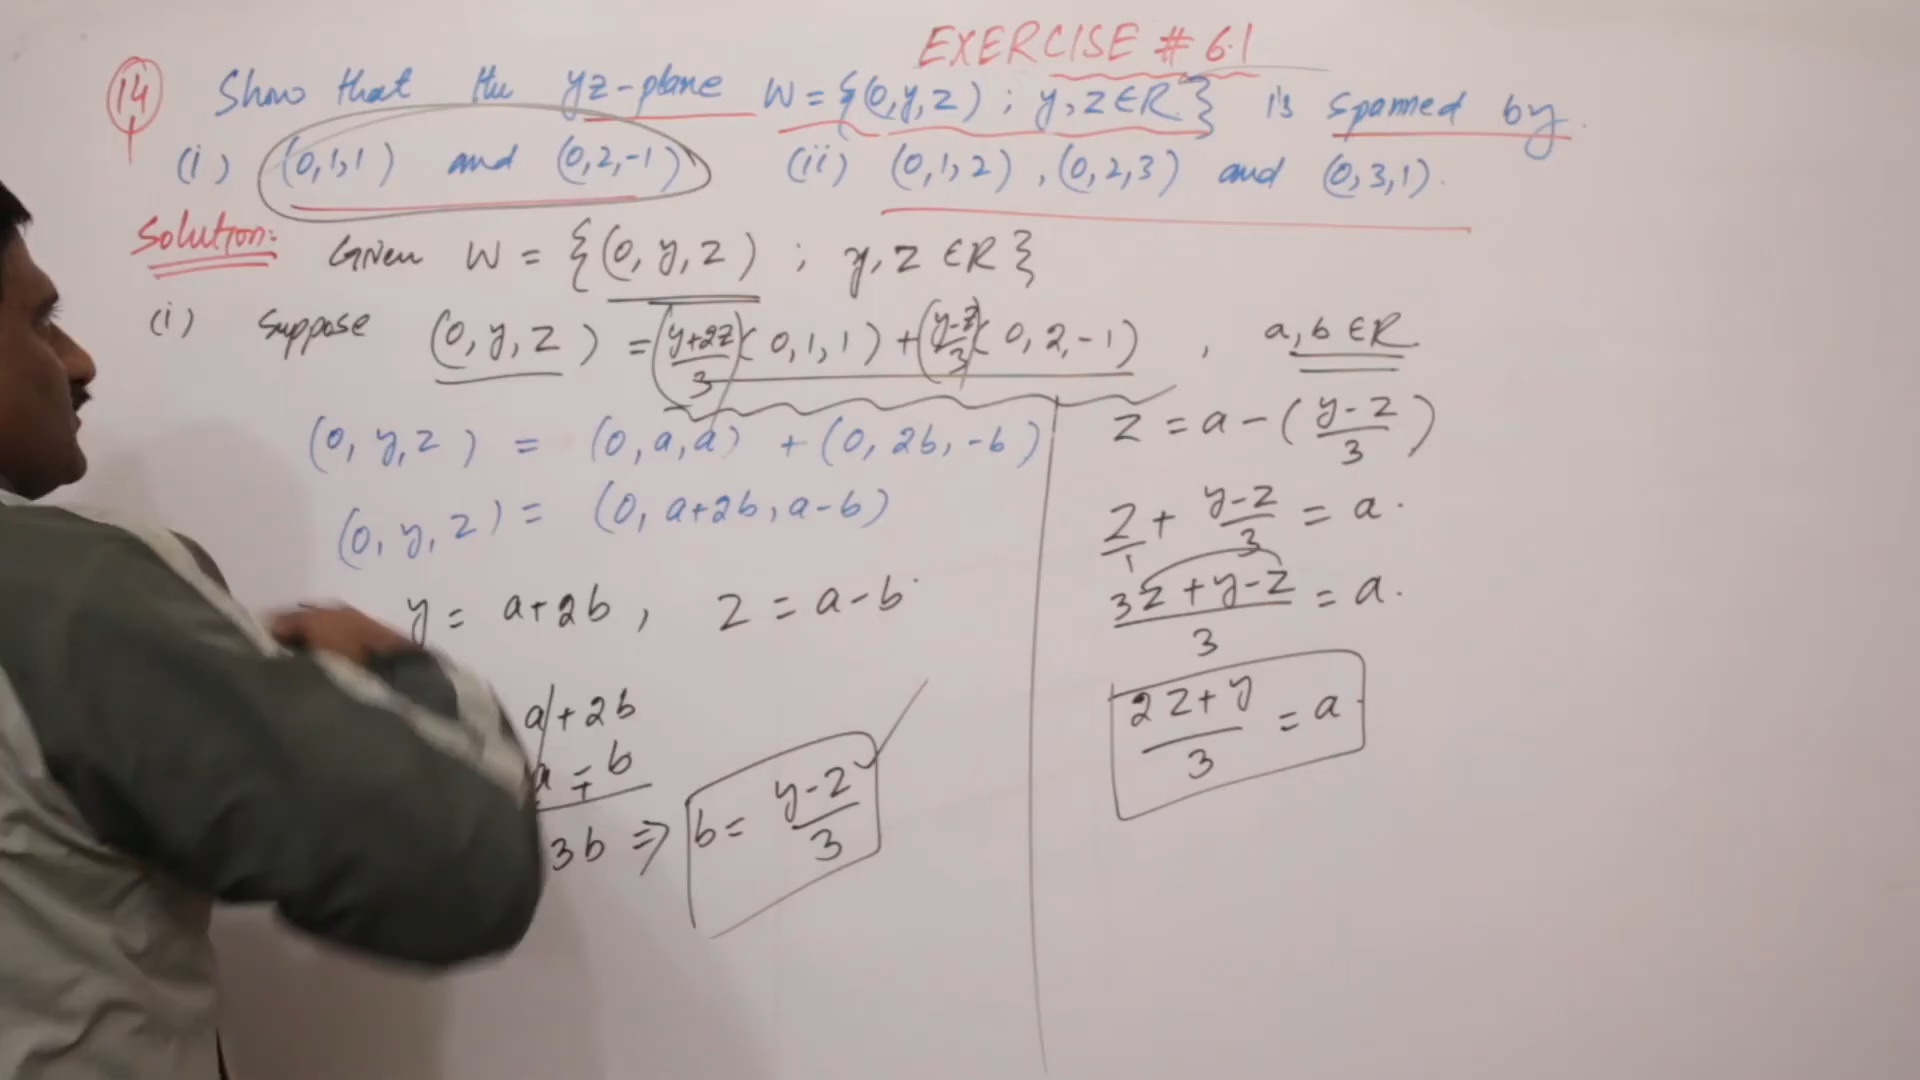 EXERCISE # 6.1
14 Show that the yz-plane W = {(0,y,z) ; y,z ∈ R} is spanned by
(i) (0,1,1) and (0,2,-1) (ii) (0,1,2) , (0,2,3) and (0,3,1).
Solution: Given W = {(0, y, z) ; y, z ∈ R}
(i) Suppose (0, y, z) = (y+2z/3)(0,1,1) + (y-z/3)(0,2,-1) , a, b ∈ R
(0, y, z) = (0, a, a) + (0, 2b, -b)
(0, y, z) = (0, a+2b, a-b)
y = a+2b , z = a-b
a + 2b
a ∓ b
3b ⇒ b = y-z/3
z = a - (y-z/3)
z/1 + y-z/3 = a.
3z + y-z/3 = a.
2z + y/3 = a